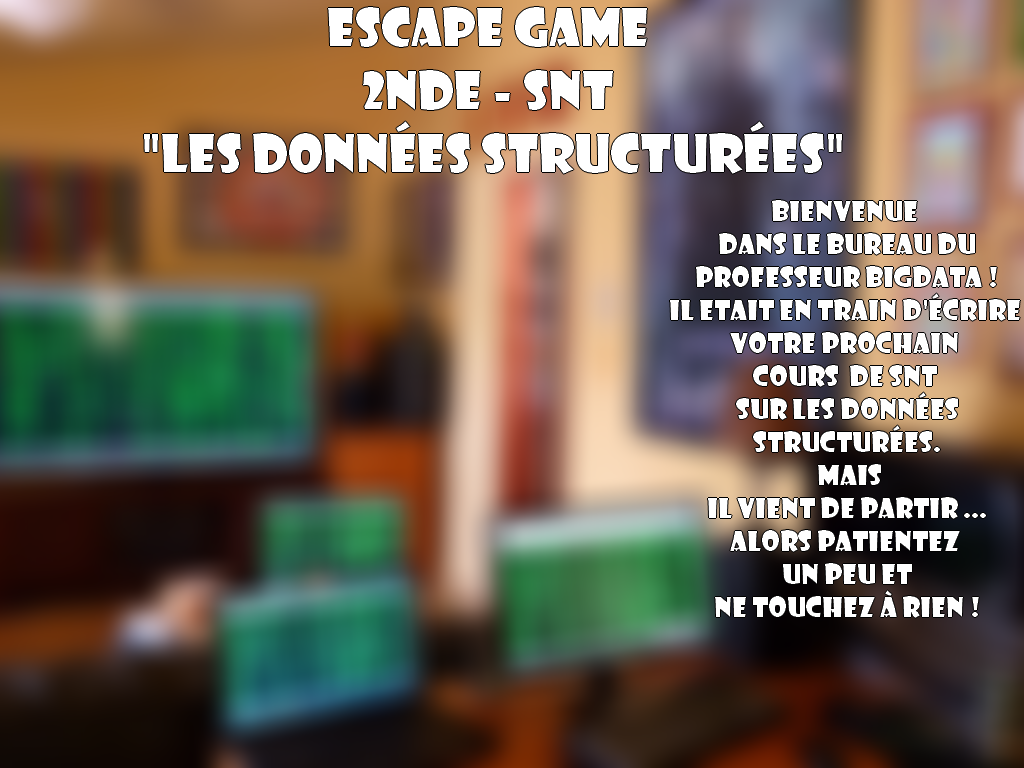 ESCAPE GAME
2NDE - SNT
"LES DONNÉES STRUCTURÉES"
BIENVENUE
DANS LE BUREAU DU
PROFESSEUR BIGDATA !
IL ETAIT EN TRAIN D'ÉCRIRE
VOTRE PROCHAIN
COURS DE SNT
SUR LES DONNÉES
STRUCTURÉES.
MAIS
IL VIENT DE PARTIR ...
ALORS PATIENTEZ
UN PEU ET
NE TOUCHEZ À RIEN !